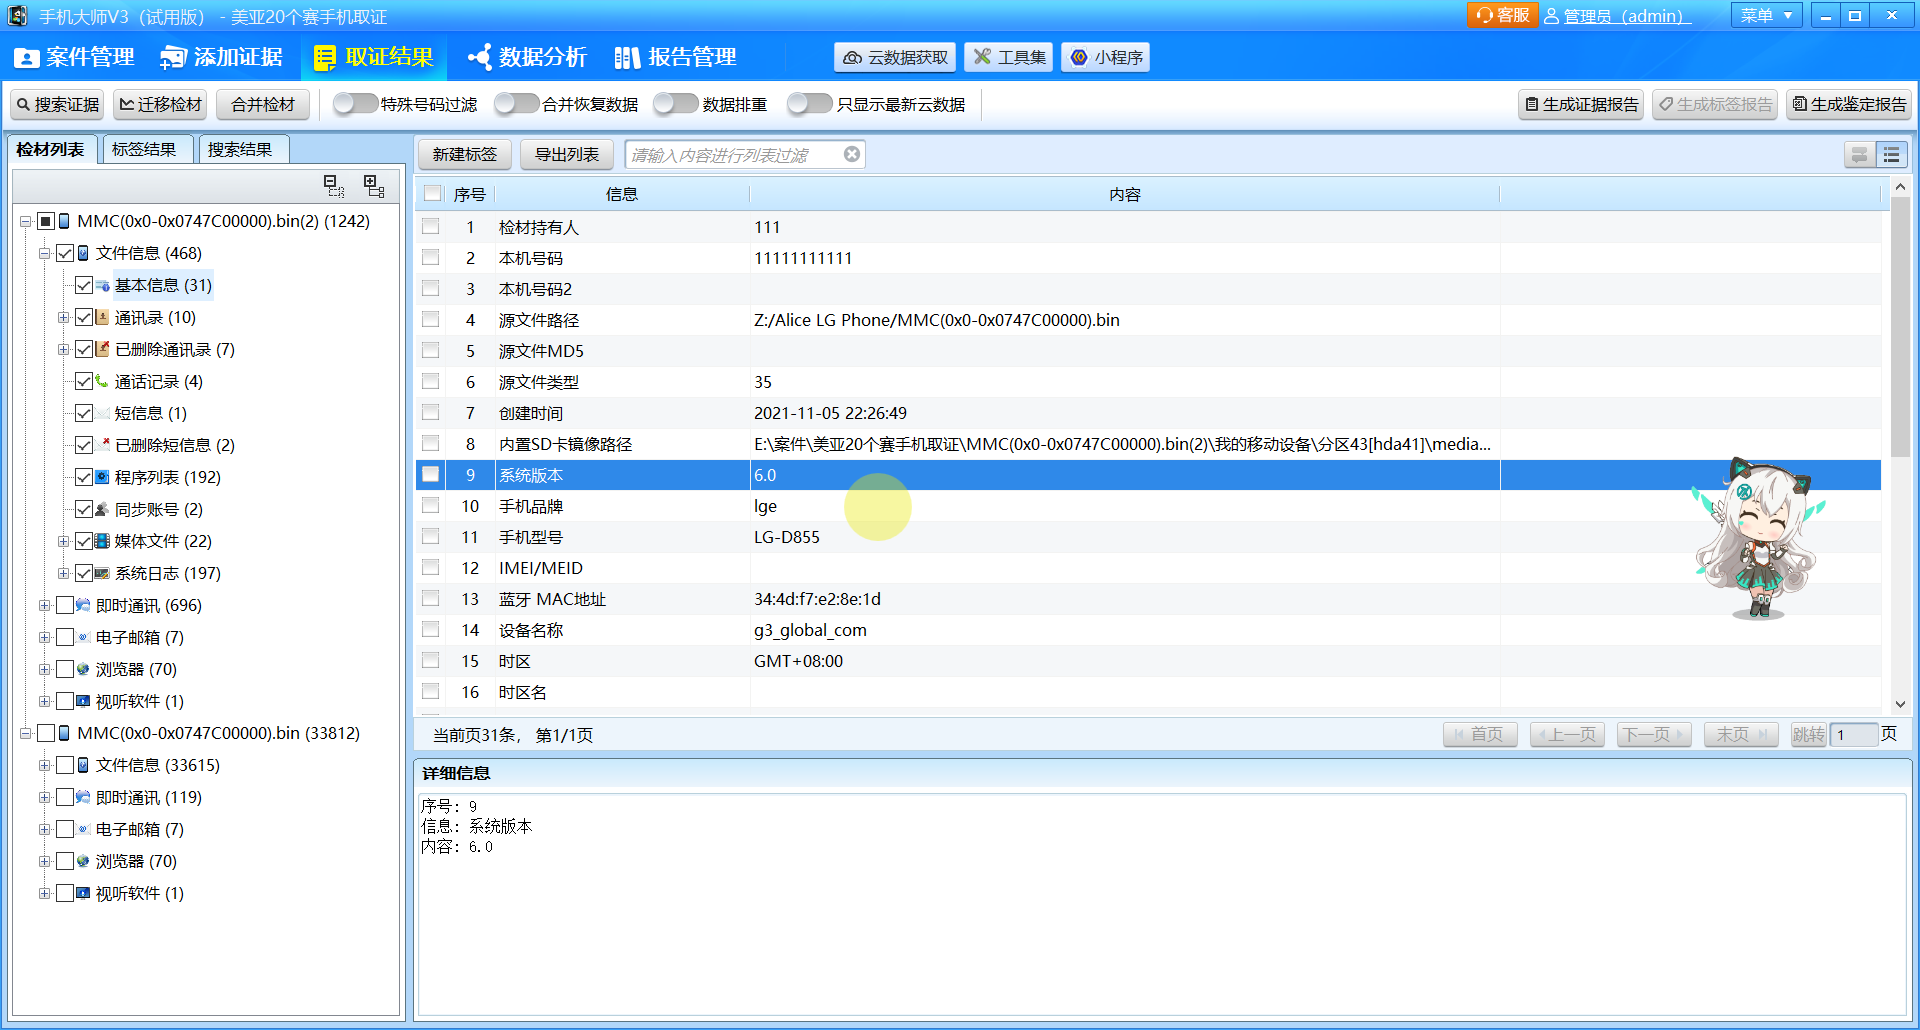 手机大师V3（试用版） - 美亚20个赛手机取证
客服 管理员（admin） 菜单
案件管理 添加证据 取证结果 数据分析 报告管理 云数据获取 工具集 小程序
搜索证据 迁移检材 合并检材 特殊号码过滤 合并恢复数据 数据排重 只显示最新云数据 生成证据报告 生成标签报告 生成鉴定报告
检材列表 标签结果 搜索结果
MMC(0x0-0x0747C00000).bin(2) (1242)
文件信息 (468)
基本信息 (31)
通讯录 (10)
已删除通讯录 (7)
通话记录 (4)
短信息 (1)
已删除短信息 (2)
程序列表 (192)
同步账号 (2)
媒体文件 (22)
系统日志 (197)
即时通讯 (696)
电子邮箱 (7)
浏览器 (70)
视听软件 (1)
MMC(0x0-0x0747C00000).bin (33812)
文件信息 (33615)
即时通讯 (119)
电子邮箱 (7)
浏览器 (70)
视听软件 (1)
新建标签 导出列表 请输入内容进行列表过滤
序号 信息 内容
1 检材持有人 111
2 本机号码 11111111111
3 本机号码2
4 源文件路径 Z:/Alice LG Phone/MMC(0x0-0x0747C00000).bin
5 源文件MD5
6 源文件类型 35
7 创建时间 2021-11-05 22:26:49
8 内置SD卡镜像路径 E:\案件\美亚20个赛手机取证\MMC(0x0-0x0747C00000).bin(2)\我的移动设备\分区43[hda41]\media...
9 系统版本 6.0
10 手机品牌 lge
11 手机型号 LG-D855
12 IMEI/MEID
13 蓝牙 MAC地址 34:4d:f7:e2:8e:1d
14 设备名称 g3_global_com
15 时区 GMT+08:00
16 时区名
当前页31条， 第1/1页 首页 上一页 下一页 末页 跳转 1 页
详细信息
序号: 9
信息: 系统版本
内容: 6.0